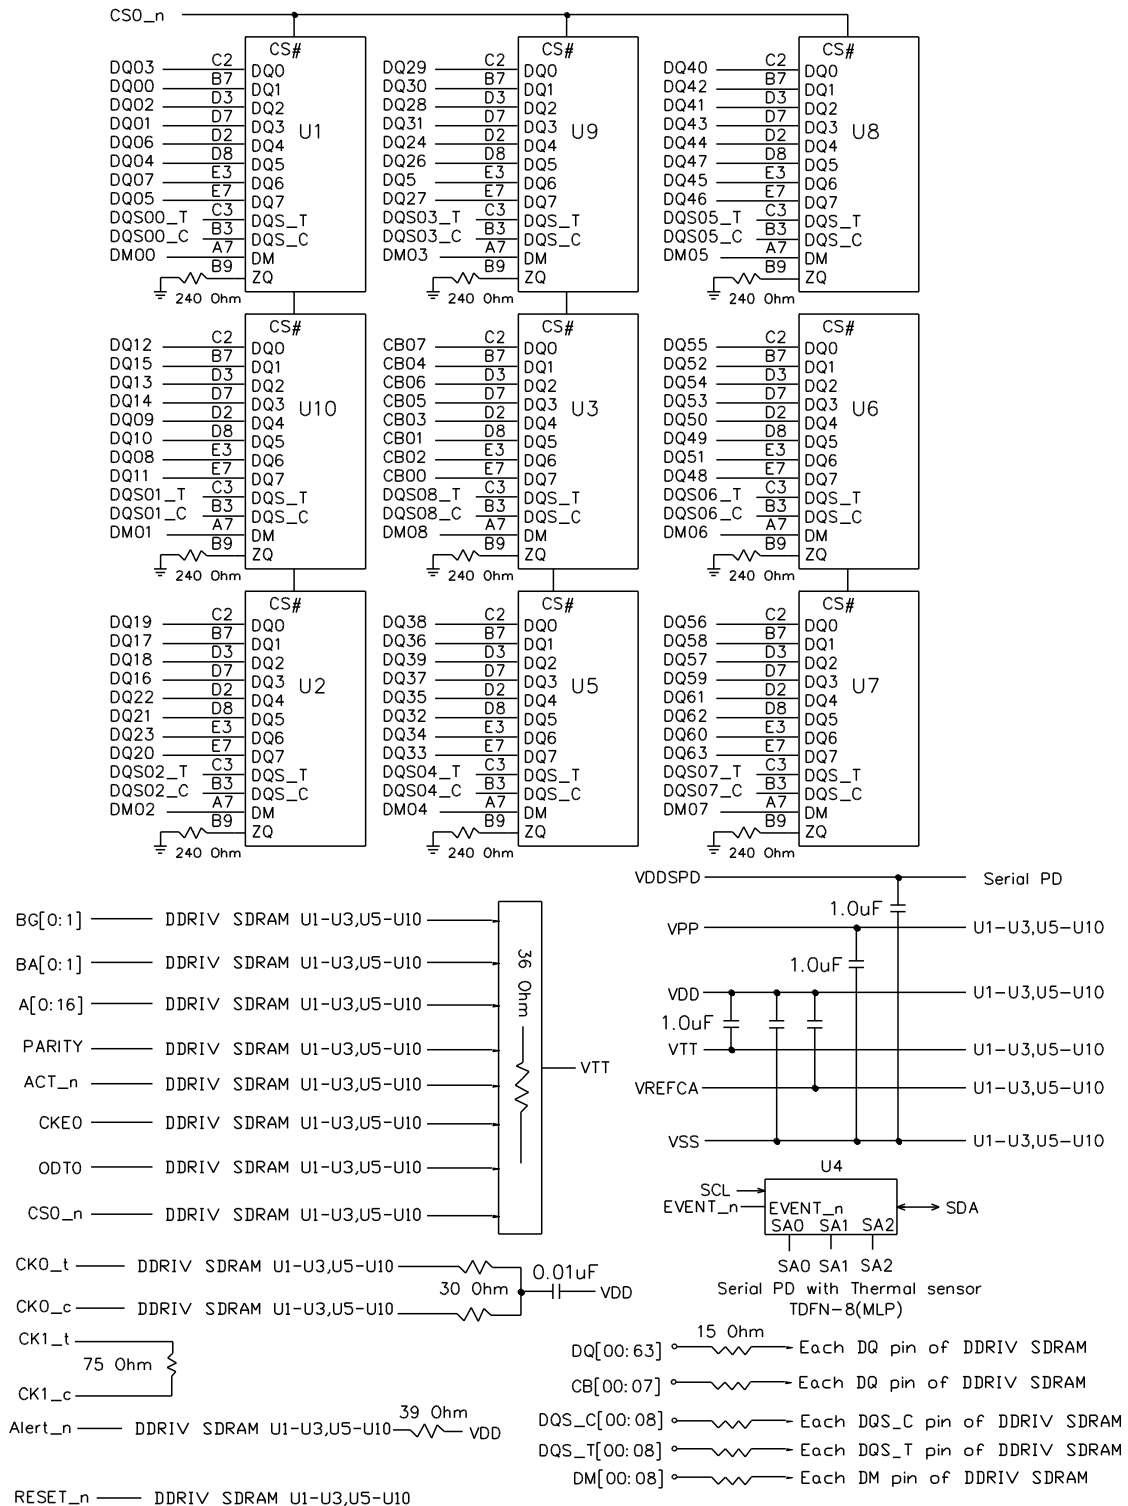 CS0_n
CS#
DQ03 C2 DQ0
DQ00 B7 DQ1
DQ02 D3 DQ2
DQ01 D7 DQ3
DQ06 D2 DQ4
DQ04 D8 DQ5
DQ07 E3 DQ6
DQ05 E7 DQ7
DQS00_T C3 DQS_T
DQS00_C B3 DQS_C
DM00 A7 DM
B9 ZQ
240 Ohm
U1
CS#
DQ29 C2 DQ0
DQ30 B7 DQ1
DQ28 D3 DQ2
DQ31 D7 DQ3
DQ24 D2 DQ4
DQ26 D8 DQ5
DQ5 E3 DQ6
DQ27 E7 DQ7
DQS03_T C3 DQS_T
DQS03_C B3 DQS_C
DM03 A7 DM
B9 ZQ
240 Ohm
U9
CS#
DQ40 C2 DQ0
DQ42 B7 DQ1
DQ41 D3 DQ2
DQ43 D7 DQ3
DQ44 D2 DQ4
DQ47 D8 DQ5
DQ45 E3 DQ6
DQ46 E7 DQ7
DQS05_T C3 DQS_T
DQS05_C B3 DQS_C
DM05 A7 DM
B9 ZQ
240 Ohm
U8
CS#
DQ12 C2 DQ0
DQ15 B7 DQ1
DQ13 D3 DQ2
DQ14 D7 DQ3
DQ09 D2 DQ4
DQ10 D8 DQ5
DQ08 E3 DQ6
DQ11 E7 DQ7
DQS01_T C3 DQS_T
DQS01_C B3 DQS_C
DM01 A7 DM
B9 ZQ
240 Ohm
U10
CS#
CB07 C2 DQ0
CB04 B7 DQ1
CB06 D3 DQ2
CB05 D7 DQ3
CB03 D2 DQ4
CB01 D8 DQ5
CB02 E3 DQ6
CB00 E7 DQ7
DQS08_T C3 DQS_T
DQS08_C B3 DQS_C
DM08 A7 DM
B9 ZQ
240 Ohm
U3
CS#
DQ55 C2 DQ0
DQ52 B7 DQ1
DQ54 D3 DQ2
DQ53 D7 DQ3
DQ50 D2 DQ4
DQ49 D8 DQ5
DQ51 E3 DQ6
DQ48 E7 DQ7
DQS06_T C3 DQS_T
DQS06_C B3 DQS_C
DM06 A7 DM
B9 ZQ
240 Ohm
U6
CS#
DQ19 C2 DQ0
DQ17 B7 DQ1
DQ18 D3 DQ2
DQ16 D7 DQ3
DQ22 D2 DQ4
DQ21 D8 DQ5
DQ23 E3 DQ6
DQ20 E7 DQ7
DQS02_T C3 DQS_T
DQS02_C B3 DQS_C
DM02 A7 DM
B9 ZQ
240 Ohm
U2
CS#
DQ38 C2 DQ0
DQ36 B7 DQ1
DQ39 D3 DQ2
DQ37 D7 DQ3
DQ35 D2 DQ4
DQ32 D8 DQ5
DQ34 E3 DQ6
DQ33 E7 DQ7
DQS04_T C3 DQS_T
DQS04_C B3 DQS_C
DM04 A7 DM
B9 ZQ
240 Ohm
U5
CS#
DQ56 C2 DQ0
DQ58 B7 DQ1
DQ57 D3 DQ2
DQ59 D7 DQ3
DQ61 D2 DQ4
DQ62 D8 DQ5
DQ60 E3 DQ6
DQ63 E7 DQ7
DQS07_T C3 DQS_T
DQS07_C B3 DQS_C
DM07 A7 DM
B9 ZQ
240 Ohm
U7
BG[0:1] DDRIV SDRAM U1-U3,U5-U10
BA[0:1] DDRIV SDRAM U1-U3,U5-U10
A[0:16] DDRIV SDRAM U1-U3,U5-U10
PARITY DDRIV SDRAM U1-U3,U5-U10
ACT_n DDRIV SDRAM U1-U3,U5-U10
CKE0 DDRIV SDRAM U1-U3,U5-U10
ODT0 DDRIV SDRAM U1-U3,U5-U10
CS0_n DDRIV SDRAM U1-U3,U5-U10
36 Ohm
VTT
VDDSPD Serial PD
1.0uF
VPP U1-U3,U5-U10
1.0uF
VDD U1-U3,U5-U10
1.0uF
VTT U1-U3,U5-U10
VREFCA U1-U3,U5-U10
VSS U1-U3,U5-U10
U4
SCL
EVENT_n EVENT_n
SDA
SA0 SA1 SA2
SA0 SA1 SA2
Serial PD with Thermal sensor
TDFN-8(MLP)
CK0_t DDRIV SDRAM U1-U3,U5-U10
30 Ohm
0.01uF
VDD
CK0_c DDRIV SDRAM U1-U3,U5-U10
CK1_t
75 Ohm
CK1_c
Alert_n DDRIV SDRAM U1-U3,U5-U10 39 Ohm VDD
RESET_n DDRIV SDRAM U1-U3,U5-U10
15 Ohm
DQ[00:63] Each DQ pin of DDRIV SDRAM
CB[00:07] Each DQ pin of DDRIV SDRAM
DQS_C[00:08] Each DQS_C pin of DDRIV SDRAM
DQS_T[00:08] Each DQS_T pin of DDRIV SDRAM
DM[00:08] Each DM pin of DDRIV SDRAM